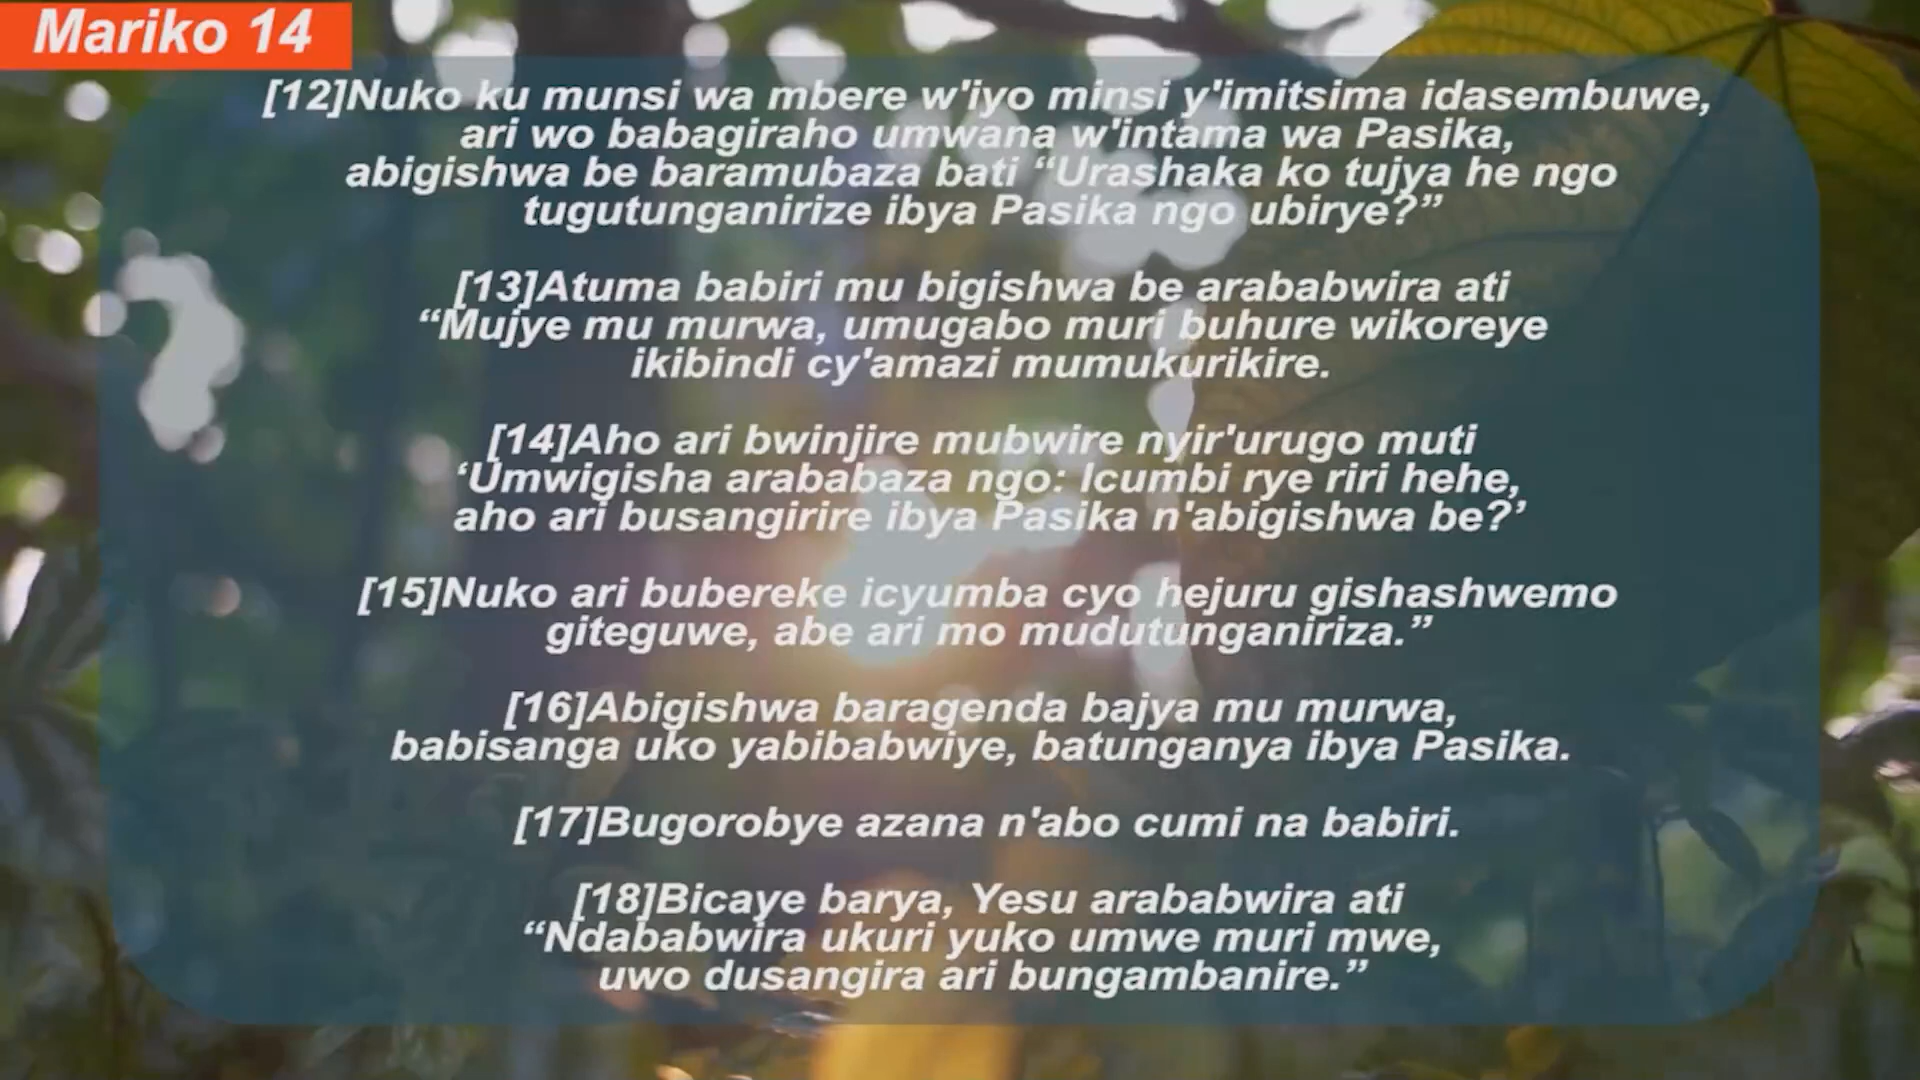 Mariko 14
[12]Nuko ku munsi wa mbere w'iyo minsi y'imitsima idasembuwe,
ari wo babagiraho umwana w'intama wa Pasika,
abigishwa be baramubaza bati “Urashaka ko tujya he ngo
tugutunganirize ibya Pasika ngo ubirye?”
[13]Atuma babiri mu bigishwa be arababwira ati
“Mujye mu murwa, umugabo muri buhure wikoreye
ikibindi cy'amazi mumukurikire.
[14]Aho ari bwinjire mubwire nyir'urugo muti
‘Umwigisha arababaza ngo: Icumbi rye riri hehe,
aho ari busangirire ibya Pasika n'abigishwa be?’
[15]Nuko ari bubereke icyumba cyo hejuru gishashwemo
giteguwe, abe ari mo mudutunganiriza.”
[16]Abigishwa baragenda bajya mu murwa,
babisanga uko yabibabwiye, batunganya ibya Pasika.
[17]Bugorobye azana n'abo cumi na babiri.
[18]Bicaye barya, Yesu arababwira ati
“Ndababwira ukuri yuko umwe muri mwe,
uwo dusangira ari bungambanire.”